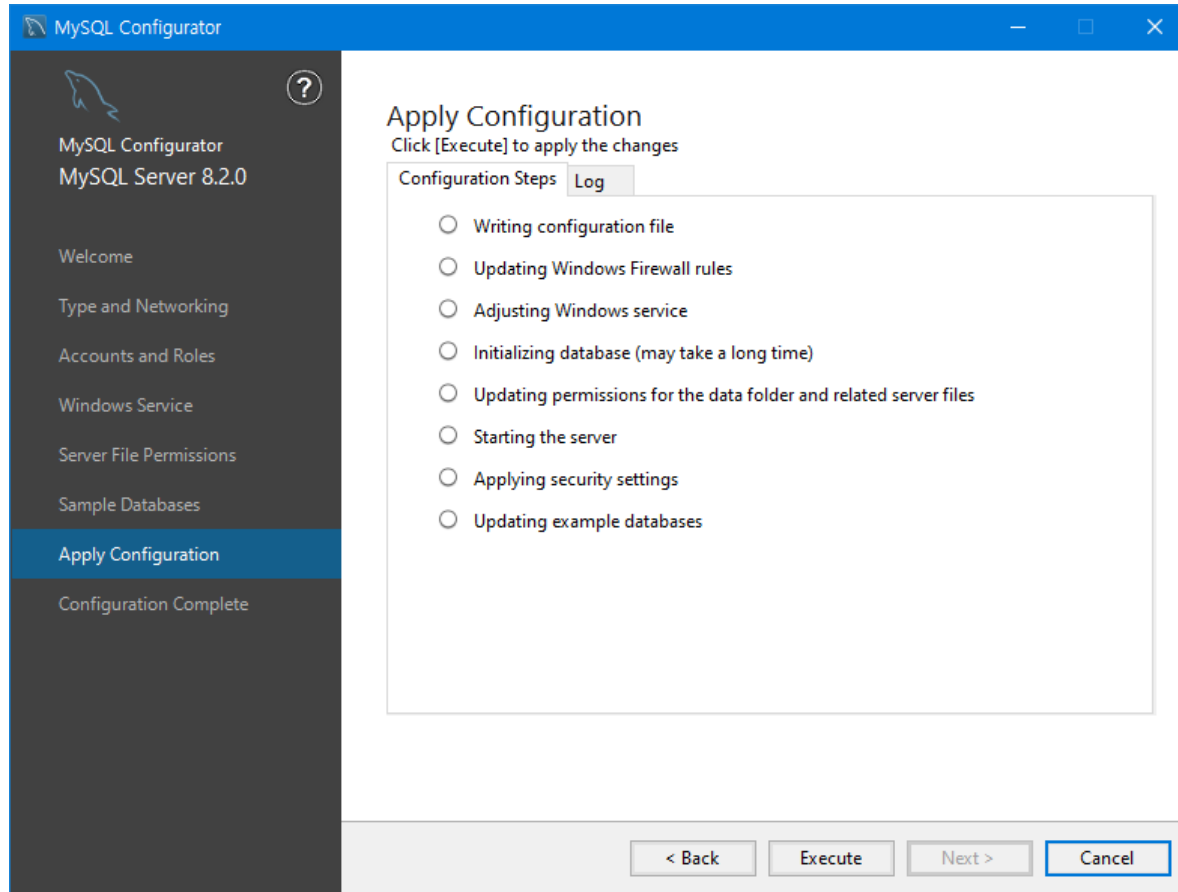 MySQL Configurator
?
MySQL Configurator
MySQL Server 8.2.0
Welcome
Type and Networking
Accounts and Roles
Windows Service
Server File Permissions
Sample Databases
Apply Configuration
Configuration Complete
Apply Configuration
Click [Execute] to apply the changes
Configuration Steps Log
Writing configuration file
Updating Windows Firewall rules
Adjusting Windows service
Initializing database (may take a long time)
Updating permissions for the data folder and related server files
Starting the server
Applying security settings
Updating example databases
< Back Execute Next > Cancel